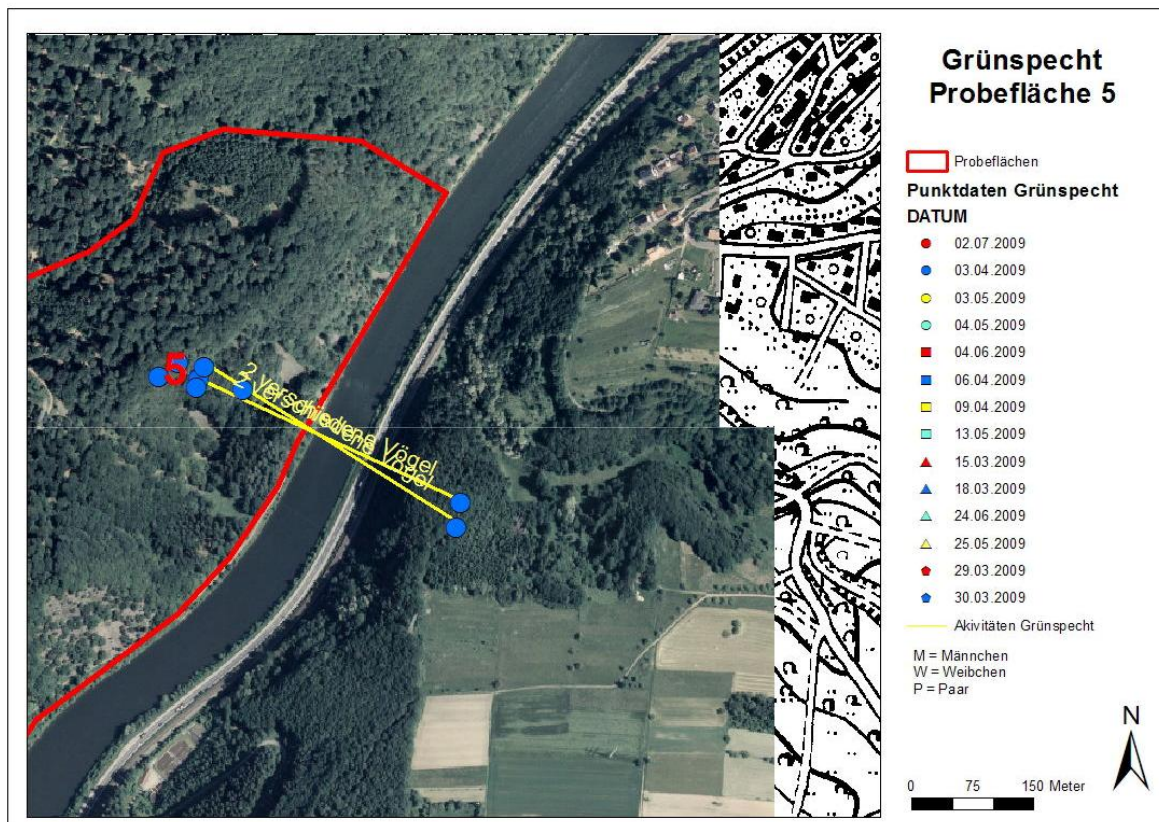 Grünspecht
Probefläche 5
Probeflächen
Punktdaten Grünspecht
DATUM
02.07.2009
03.04.2009
03.05.2009
04.05.2009
04.06.2009
06.04.2009
09.04.2009
13.05.2009
15.03.2009
18.03.2009
24.06.2009
25.05.2009
29.03.2009
30.03.2009
Akivitäten Grünspecht
M = Männchen
W = Weibchen
P = Paar
N
0 75 150 Meter
5
2 verschiedene Vögel
2 verschiedene Vögel